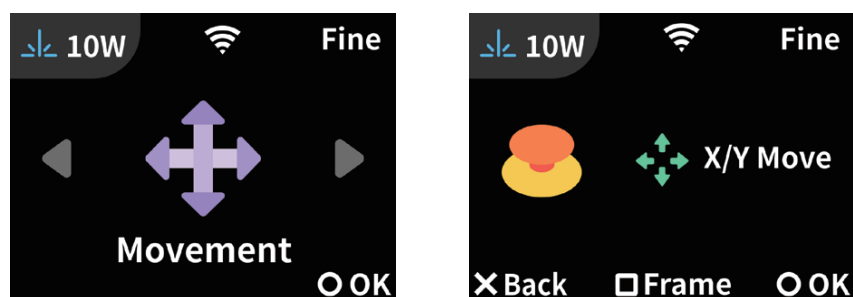 10W Fine
Movement
OK
10W Fine
X/Y Move
Back Frame OK